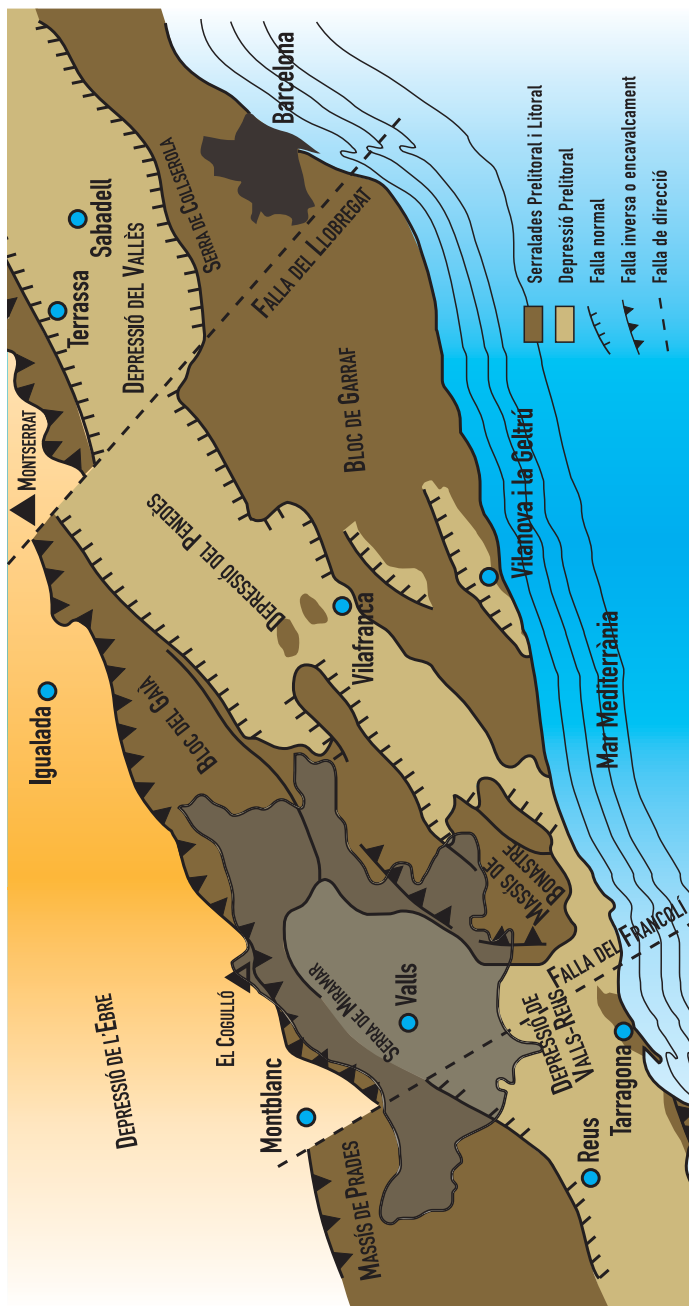 Igualada
MONTSERRAT
Terrassa
Sabadell
DEPRESSIÓ DEL VALLÈS
SERRA DE COLLSEROLA
Barcelona
FALLA DEL LLOBREGAT
DEPRESSIÓ DE L'EBRE
BLOC DEL GAIÀ
DEPRESSIÓ DEL PENEDÈS
BLOC DE GARRAF
EL COGULLÓ
Vilafranca
Montblanc
SERRA DE MIRAMAR
Valls
MASSÍS DE
BONASTRE
Vilanova i la Geltrú
MASSÍS DE PRADES
Mar Mediterrània
FALLA DEL FRANCOLÍ
DEPRESSIÓ DE
VALLS-REUS
Reus
Tarragona
Serralades Prelitoral i Litoral
Depressió Prelitoral
Falla normal
Falla inversa o encavalcament
Falla de direcció